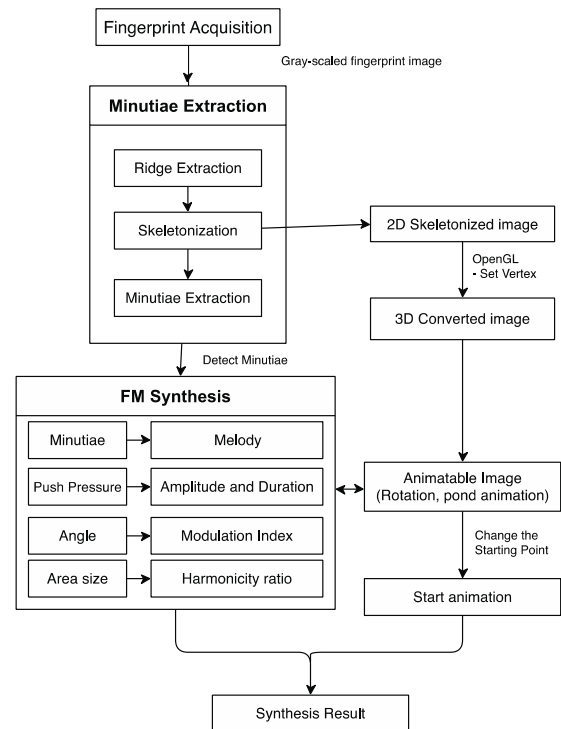 Fingerprint Acquisition
Gray-scaled fingerprint image
Minutiae Extraction
Ridge Extraction
Skeletonization
Minutiae Extraction
2D Skeletonized image
OpenGL
- Set Vertex
3D Converted image
Detect Minutiae
FM Synthesis
Minutiae
Melody
Push Pressure
Amplitude and Duration
Angle
Modulation Index
Area size
Harmonicity ratio
Animatable Image
(Rotation, pond animation)
Change the
Starting Point
Start animation
Synthesis Result